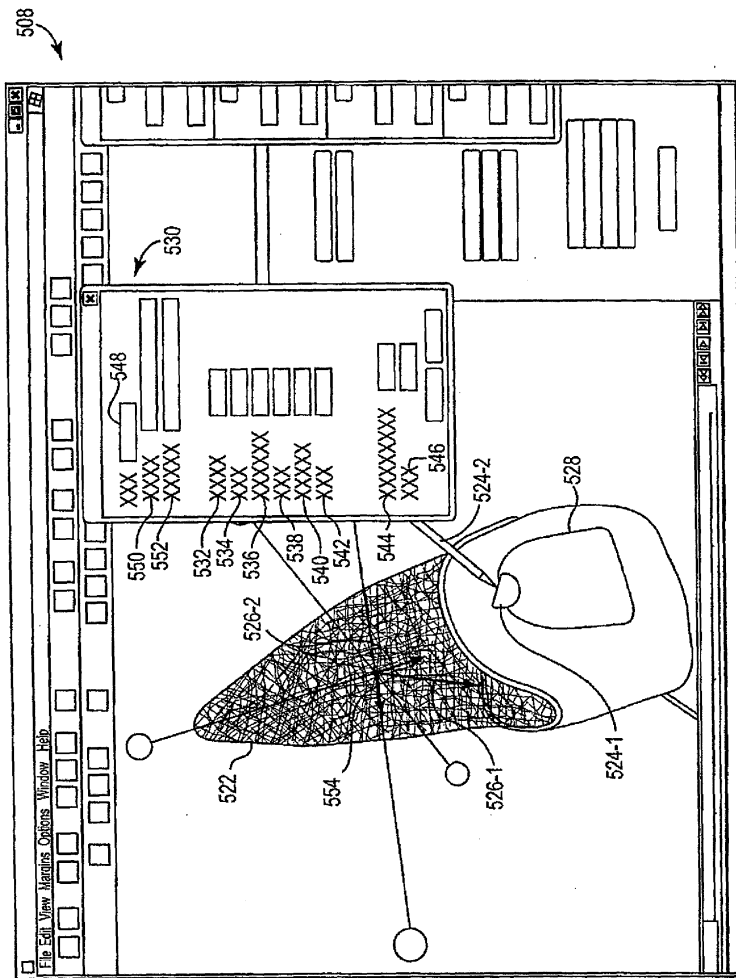 508
File Edit View Margins Options Window Help
530
XXX 548
550 XXXX
552 XXXXX
532 XXXX
534 XXX
536 XXXXXX
538 XXX
540 XXXXX
542 XXX
544 XXXXXXXX
XXX 546
522
526-2
554
524-2
526-1
528
524-1